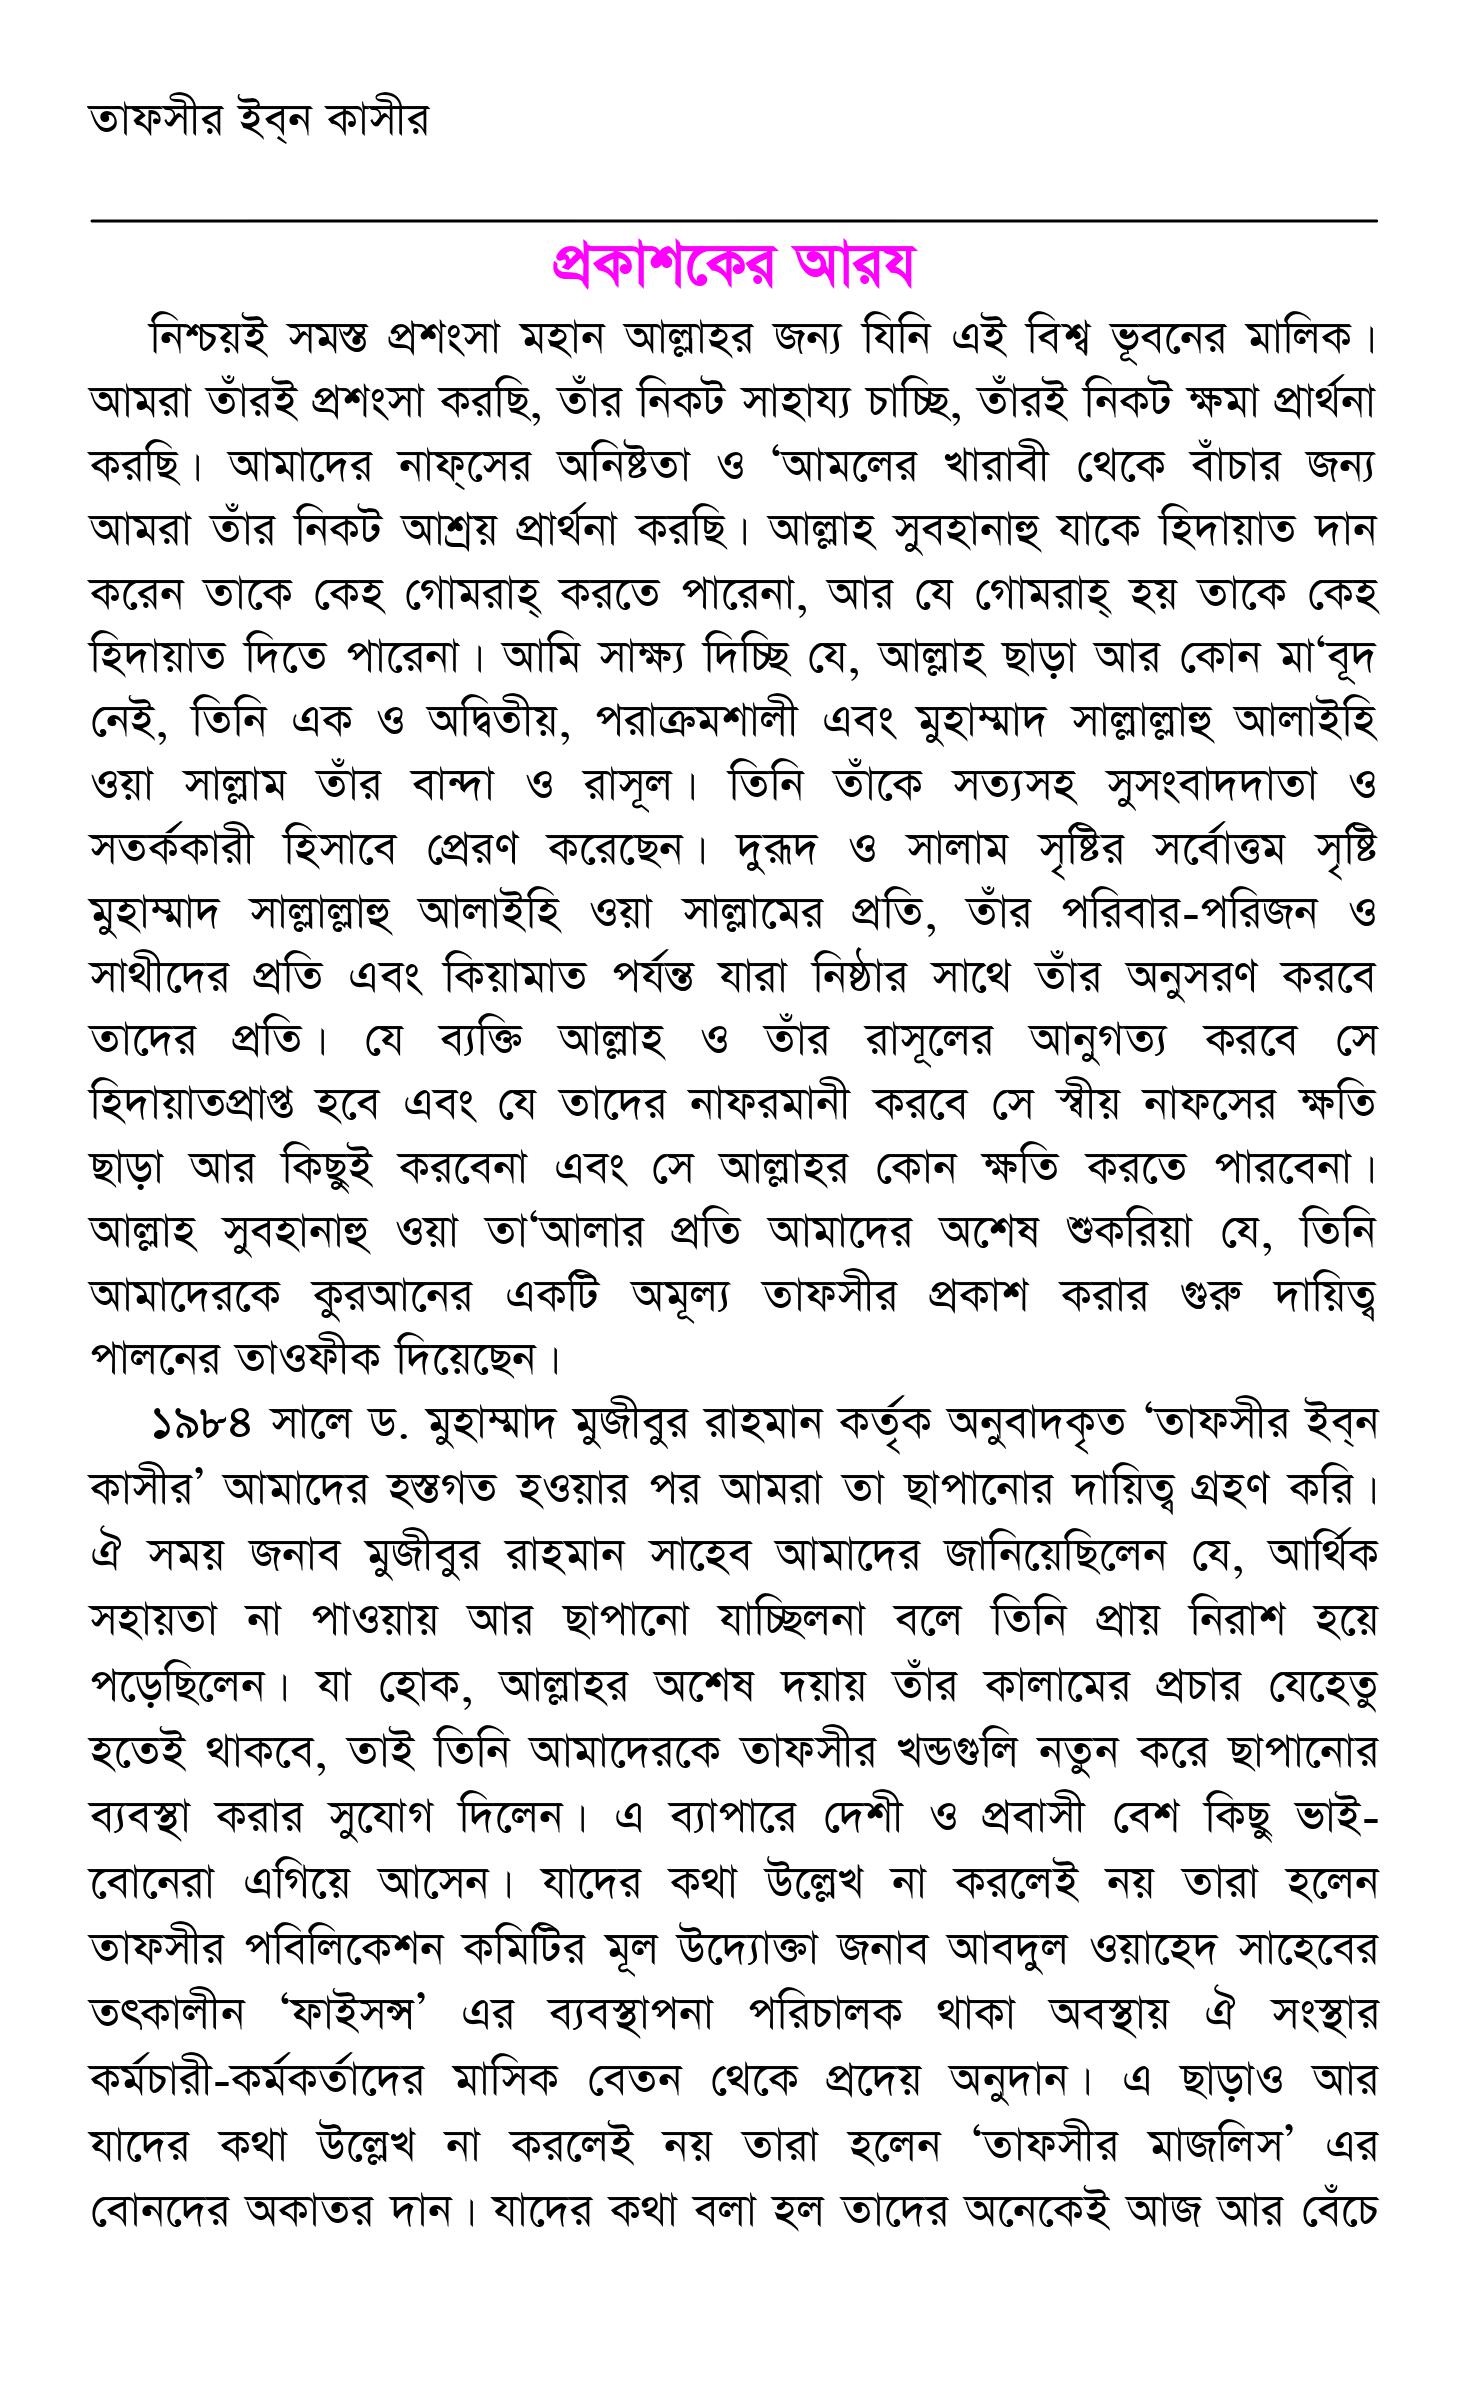 তাফসীর ইব্‌ন কাসীর
প্রকাশকের আরয
নিশ্চয়ই সমস্ত প্রশংসা মহান আল্লাহর জন্য যিনি এই বিশ্ব ভূবনের মালিক।
আমরা তাঁরই প্রশংসা করছি, তাঁর নিকট সাহায্য চাচ্ছি, তাঁরই নিকট ক্ষমা প্রার্থনা
করছি। আমাদের নাফ্‌সের অনিষ্টতা ও ‘আমলের খারাবী থেকে বাঁচার জন্য
আমরা তাঁর নিকট আশ্রয় প্রার্থনা করছি। আল্লাহ সুবহানাহু যাকে হিদায়াত দান
করেন তাকে কেহ গোমরাহ্ করতে পারেনা, আর যে গোমরাহ্ হয় তাকে কেহ
হিদায়াত দিতে পারেনা। আমি সাক্ষ্য দিচ্ছি যে, আল্লাহ ছাড়া আর কোন মা‘বূদ
নেই, তিনি এক ও অদ্বিতীয়, পরাক্রমশালী এবং মুহাম্মাদ সাল্লাল্লাহু আলাইহি
ওয়া সাল্লাম তাঁর বান্দা ও রাসূল। তিনি তাঁকে সত্যসহ সুসংবাদদাতা ও
সতর্ককারী হিসাবে প্রেরণ করেছেন। দুরূদ ও সালাম সৃষ্টির সর্বোত্তম সৃষ্টি
মুহাম্মাদ সাল্লাল্লাহু আলাইহি ওয়া সাল্লামের প্রতি, তাঁর পরিবার-পরিজন ও
সাথীদের প্রতি এবং কিয়ামাত পর্যন্ত যারা নিষ্ঠার সাথে তাঁর অনুসরণ করবে
তাদের প্রতি। যে ব্যক্তি আল্লাহ ও তাঁর রাসূলের আনুগত্য করবে সে
হিদায়াতপ্রাপ্ত হবে এবং যে তাদের নাফরমানী করবে সে স্বীয় নাফসের ক্ষতি
ছাড়া আর কিছুই করবেনা এবং সে আল্লাহর কোন ক্ষতি করতে পারবেনা।
আল্লাহ সুবহানাহু ওয়া তা‘আলার প্রতি আমাদের অশেষ শুকরিয়া যে, তিনি
আমাদেরকে কুরআনের একটি অমূল্য তাফসীর প্রকাশ করার গুরু দায়িত্ব
পালনের তাওফীক দিয়েছেন।
১৯৮৪ সালে ড. মুহাম্মাদ মুজীবুর রাহমান কর্তৃক অনুবাদকৃত ‘তাফসীর ইব্‌ন
কাসীর’ আমাদের হস্তগত হওয়ার পর আমরা তা ছাপানোর দায়িত্ব গ্রহণ করি।
ঐ সময় জনাব মুজীবুর রাহমান সাহেব আমাদের জানিয়েছিলেন যে, আর্থিক
সহায়তা না পাওয়ায় আর ছাপানো যাচ্ছিলনা বলে তিনি প্রায় নিরাশ হয়ে
পড়েছিলেন। যা হোক, আল্লাহর অশেষ দয়ায় তাঁর কালামের প্রচার যেহেতু
হতেই থাকবে, তাই তিনি আমাদেরকে তাফসীর খন্ডগুলি নতুন করে ছাপানোর
ব্যবস্থা করার সুযোগ দিলেন। এ ব্যাপারে দেশী ও প্রবাসী বেশ কিছু ভাই-
বোনেরা এগিয়ে আসেন। যাদের কথা উল্লেখ না করলেই নয় তারা হলেন
তাফসীর পবিলিকেশন কমিটির মূল উদ্যোক্তা জনাব আবদুল ওয়াহেদ সাহেবের
তৎকালীন ‘ফাইসন্স’ এর ব্যবস্থাপনা পরিচালক থাকা অবস্থায় ঐ সংস্থার
কর্মচারী-কর্মকর্তাদের মাসিক বেতন থেকে প্রদেয় অনুদান। এ ছাড়াও আর
যাদের কথা উল্লেখ না করলেই নয় তারা হলেন ‘তাফসীর মাজলিস’ এর
বোনদের অকাতর দান। যাদের কথা বলা হল তাদের অনেকেই আজ আর বেঁচে